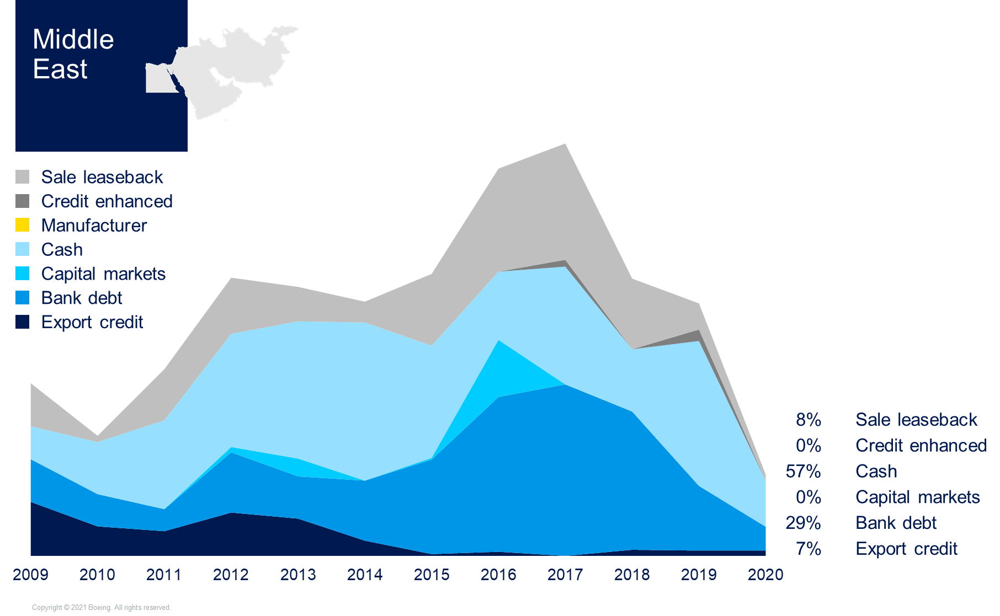 Middle
East
Sale leaseback
Credit enhanced
Manufacturer
Cash
Capital markets
Bank debt
Export credit
8% Sale leaseback
0% Credit enhanced
57% Cash
0% Capital markets
29% Bank debt
7% Export credit
2009 2010 2011 2012 2013 2014 2015 2016 2017 2018 2019 2020
Copyright © 2021 Boeing. All rights reserved.